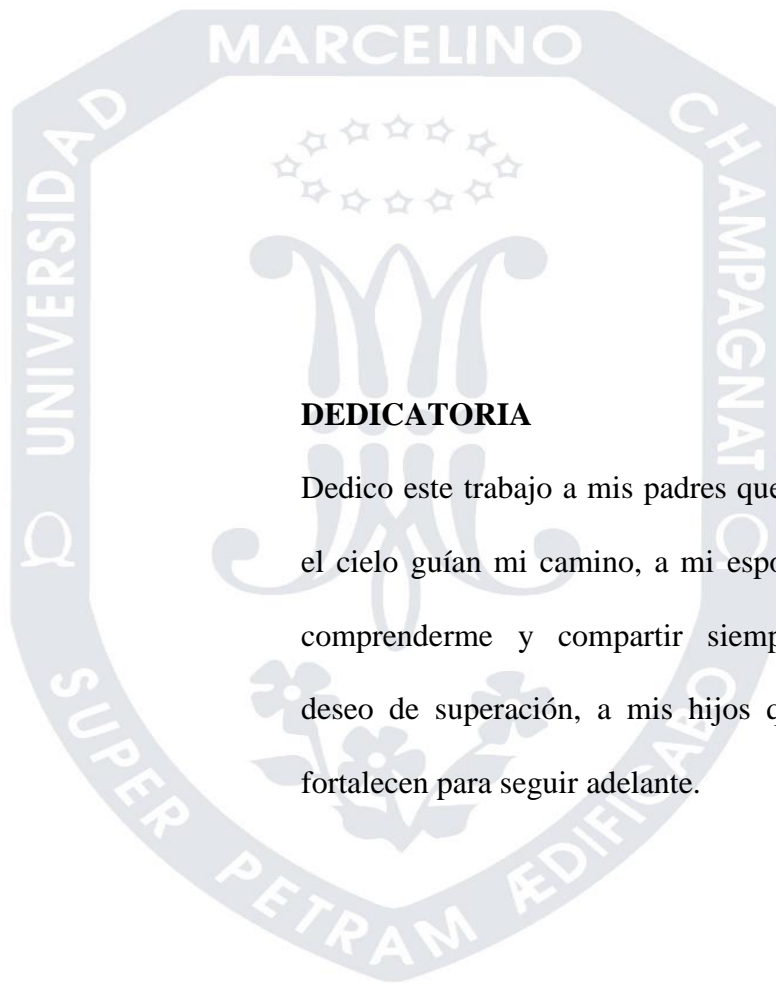 MARCELINO
UNIVERSIDAD
CHAMPAGNAT
DEDICATORIA
Dedico este trabajo a mis padres que
el cielo guían mi camino, a mi espo
comprenderme y compartir siemp
deseo de superación, a mis hijos q
fortalecen para seguir adelante.
SUPER PETRAM ÆDIFICABO